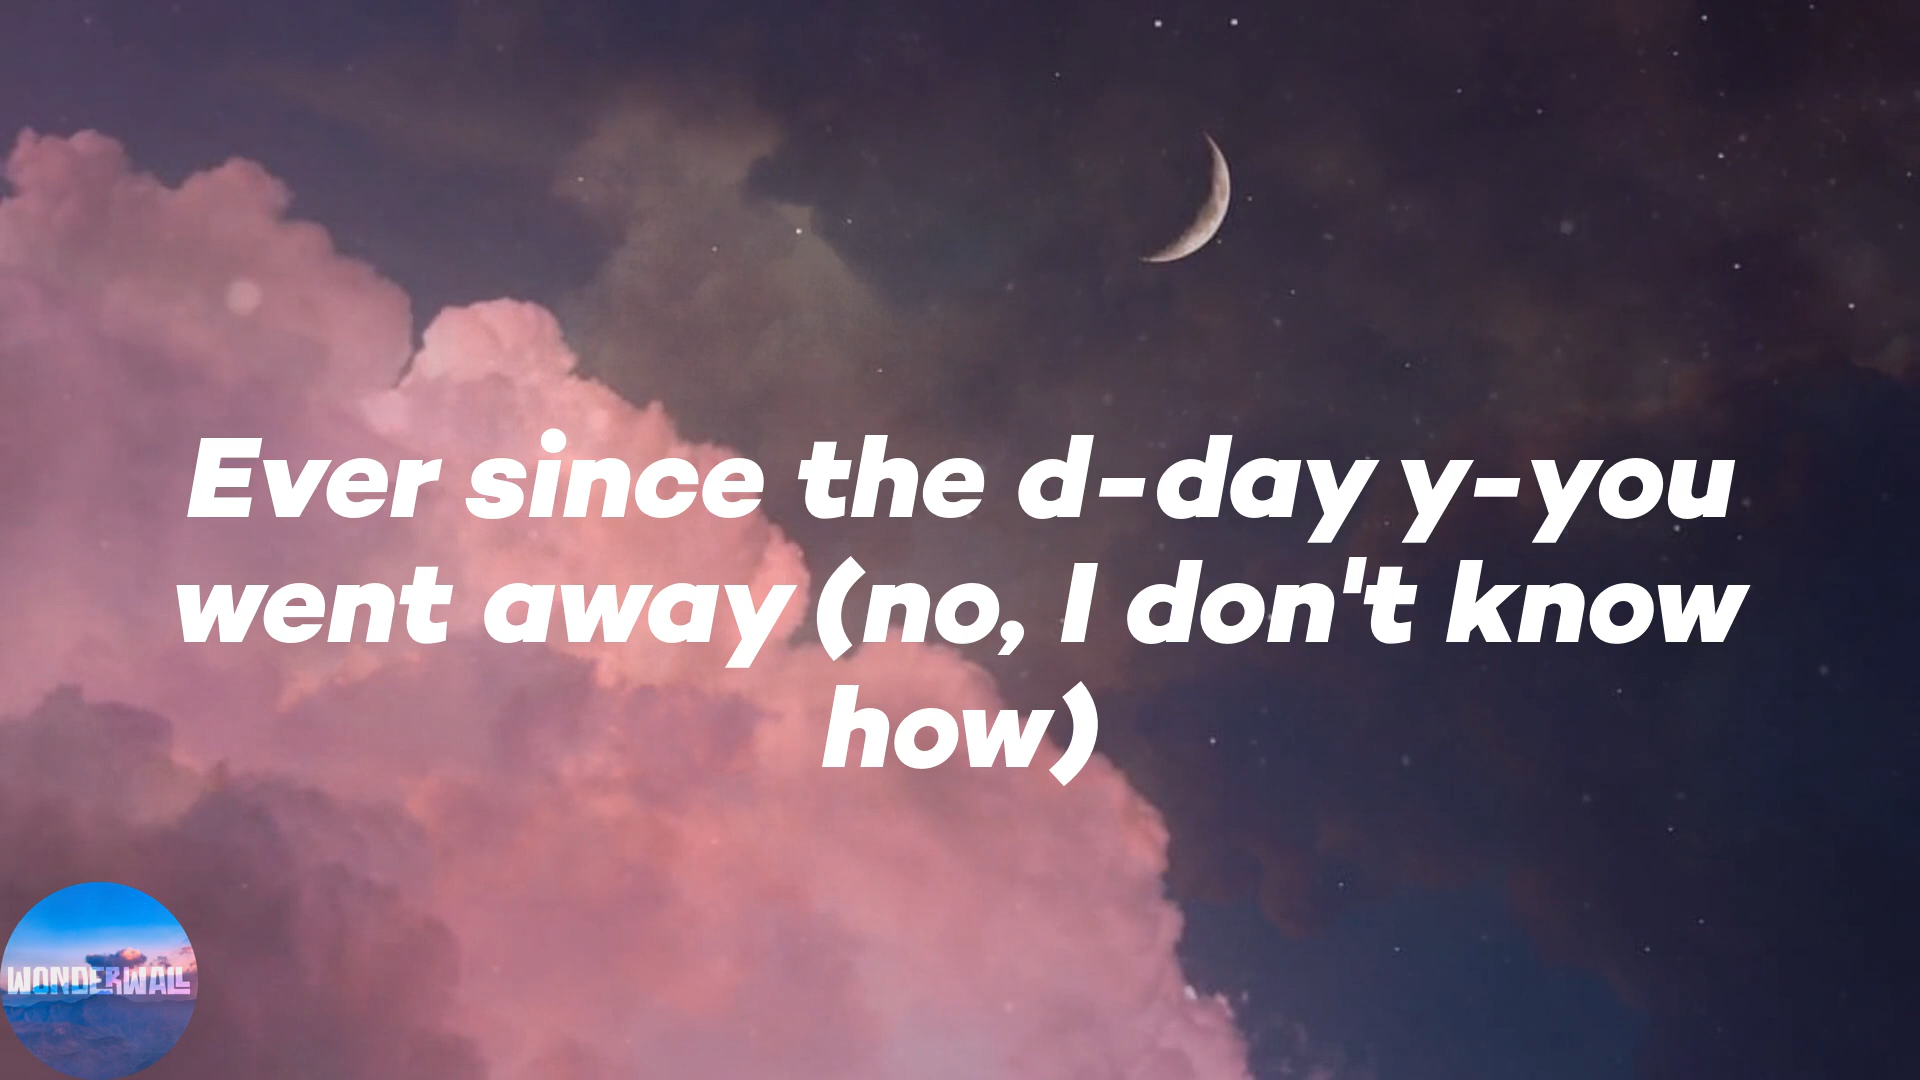 Ever since the d-day y-you
went away (no, I don't know
how)
WONDERWALL